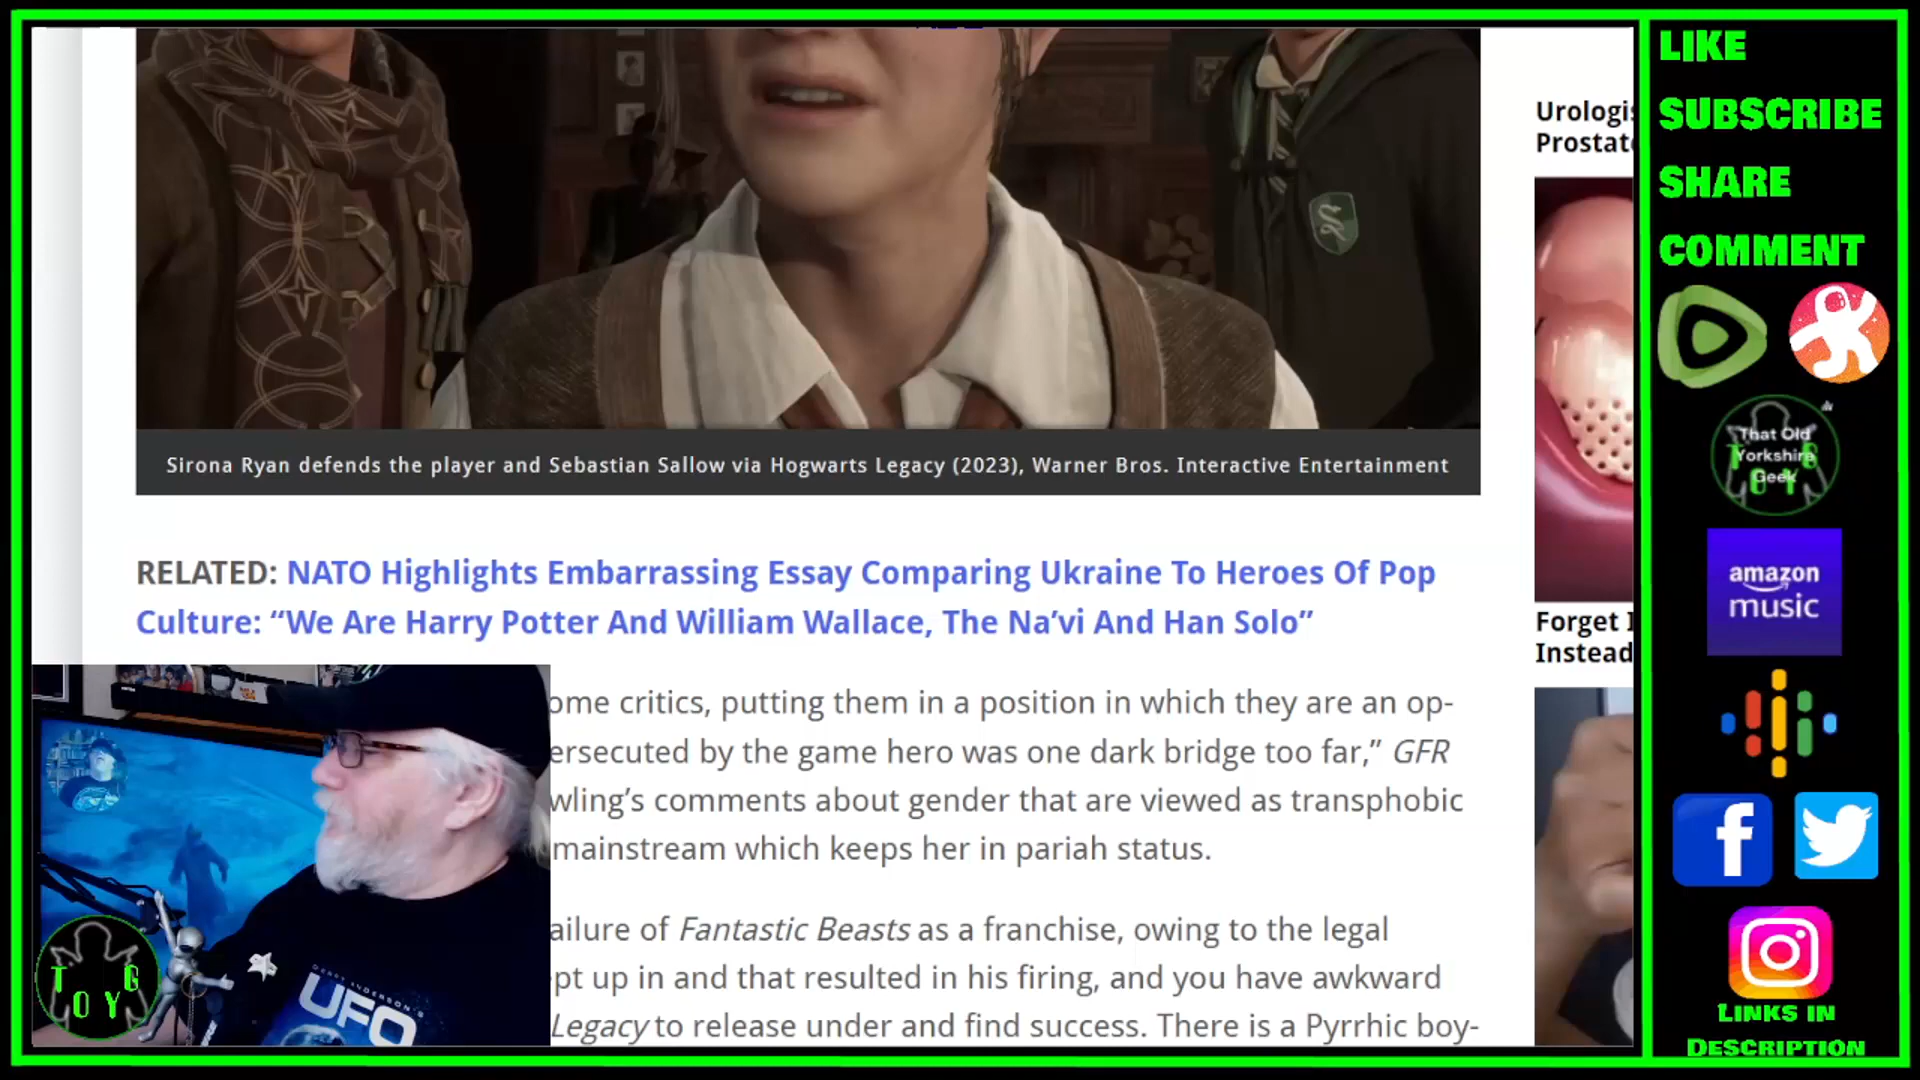 LIKE
SUBSCRIBE
SHARE
COMMENT
Urologis
Prostat
Sirona Ryan defends the player and Sebastian Sallow via Hogwarts Legacy (2023), Warner Bros. Interactive Entertainment
RELATED: NATO Highlights Embarrassing Essay Comparing Ukraine To Heroes Of Pop
Culture: “We Are Harry Potter And William Wallace, The Na’vi And Han Solo”
Forget I
Instead
ome critics, putting them in a position in which they are an op-
ersecuted by the game hero was one dark bridge too far,” GFR
wling’s comments about gender that are viewed as transphobic
mainstream which keeps her in pariah status.
ailure of Fantastic Beasts as a franchise, owing to the legal
pt up in and that resulted in his firing, and you have awkward
Legacy to release under and find success. There is a Pyrrhic boy-
That Old
Yorkshire
Geek
amazon
music
T G
O Y
UFO
LINKS IN
DESCRIPTION